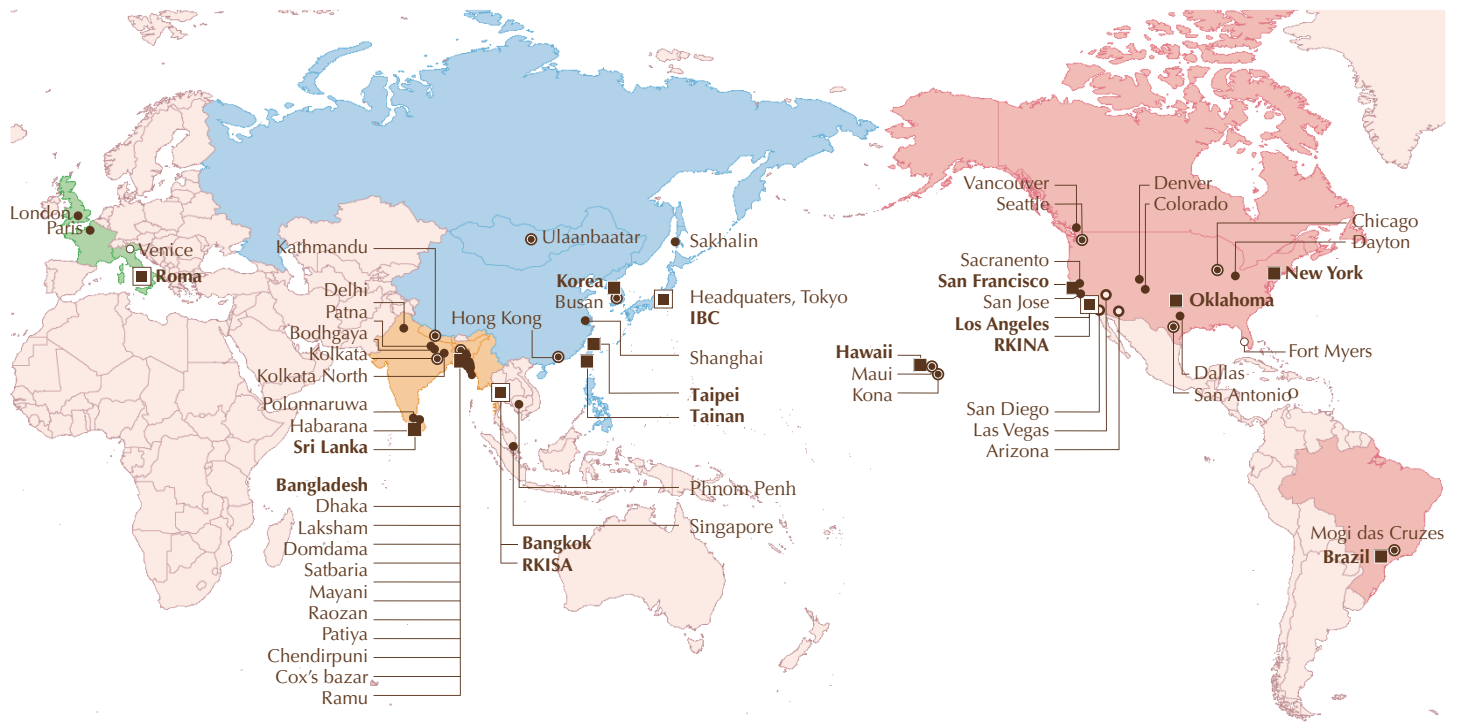 London
Paris
Venice
Roma
Kathmandu
Delhi
Patna
Bodhgaya
Kolkata
Kolkata North
Polonnaruwa
Habarana
Sri Lanka
Bangladesh
Dhaka
Laksham
Domdama
Satbaria
Mayani
Raozan
Patiya
Chendirpuni
Cox's bazar
Ramu
Ulaanbaatar
Sakhalin
Korea
Busan
Headquaters, Tokyo
IBC
Hong Kong
Shanghai
Taipei
Tainan
Phnom Penh
Singapore
Bangkok
RKISA
Hawaii
Maui
Kona
Vancouver
Seattle
Sacranento
San Francisco
San Jose
Los Angeles
RKINA
San Diego
Las Vegas
Arizona
Denver
Colorado
Chicago
Dayton
New York
Oklahoma
Fort Myers
Dallas
San Antonio
Mogi das Cruzes
Brazil